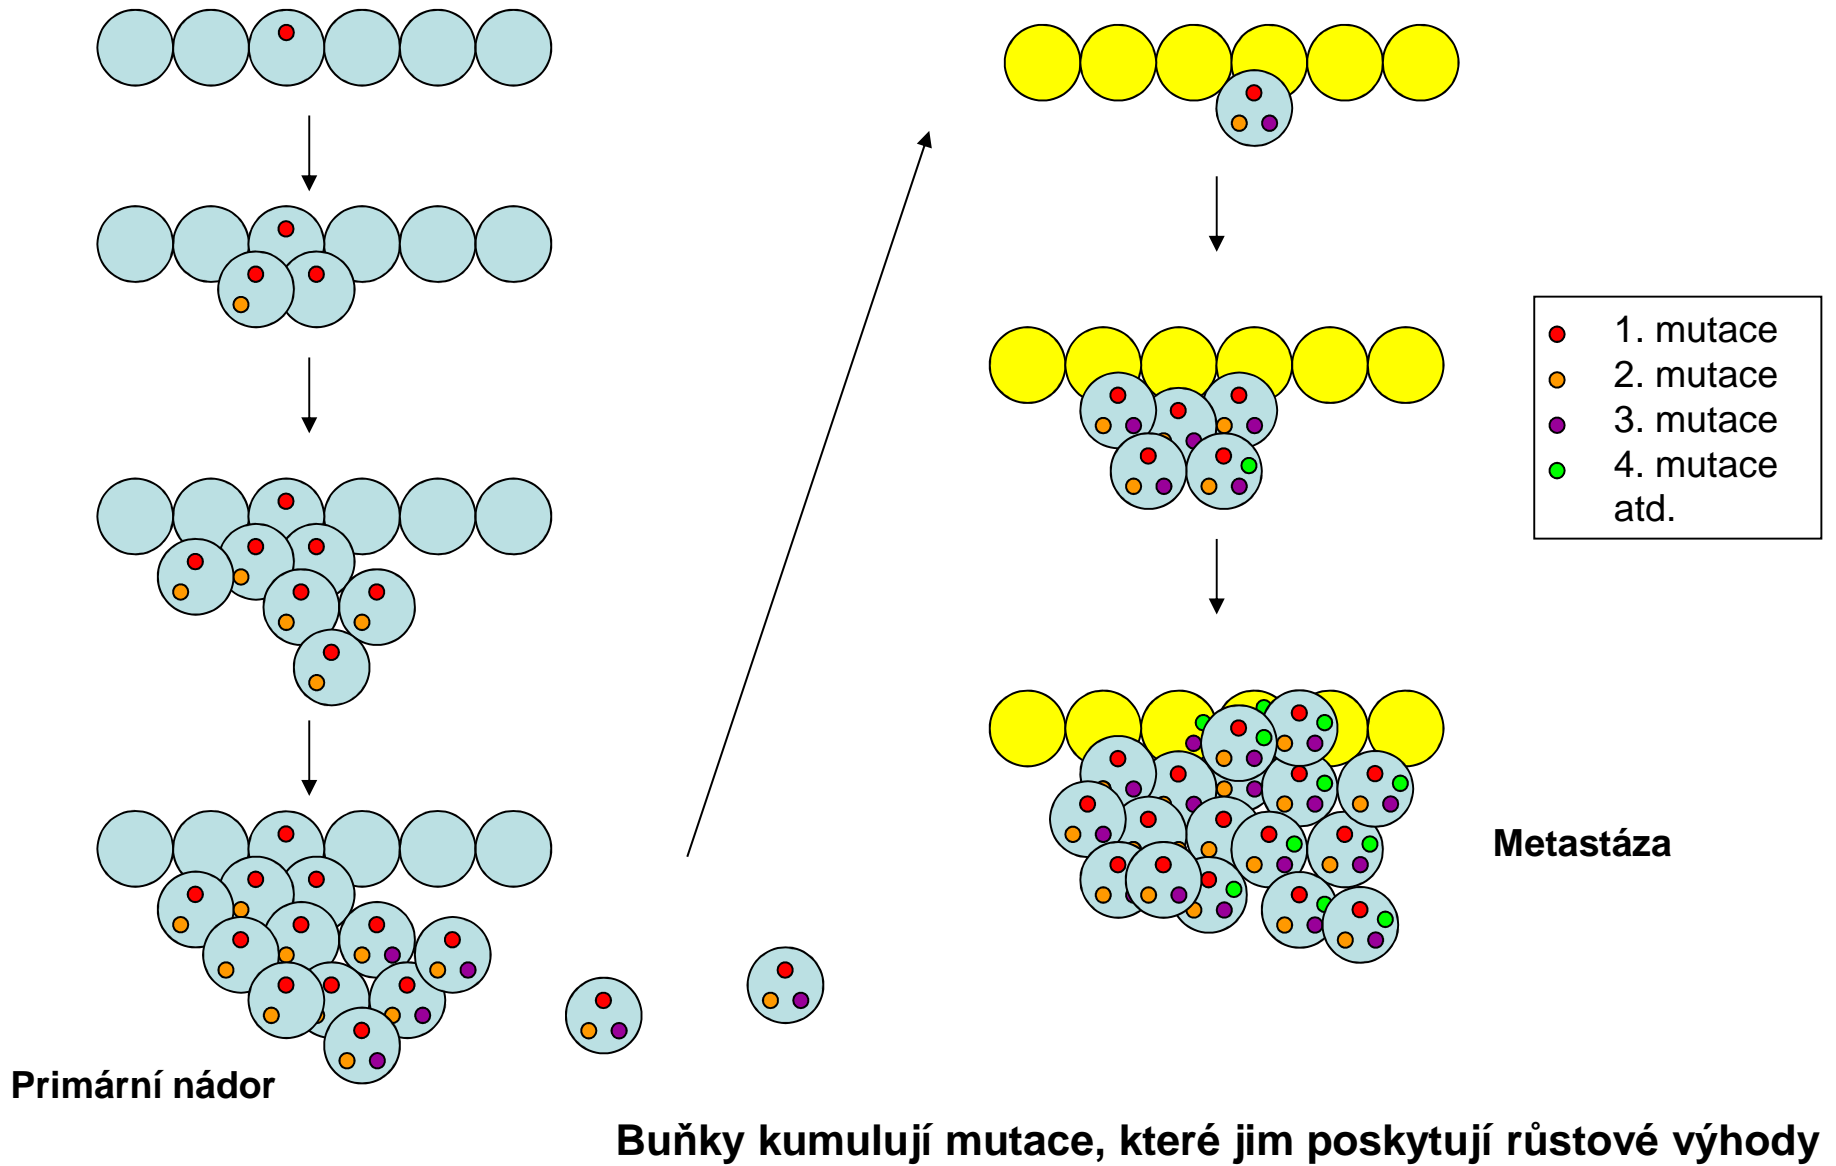 1. mutace
2. mutace
3. mutace
4. mutace
atd.
Metastáza
Primární nádor
Buňky kumulují mutace, které jim poskytují růstové výhody